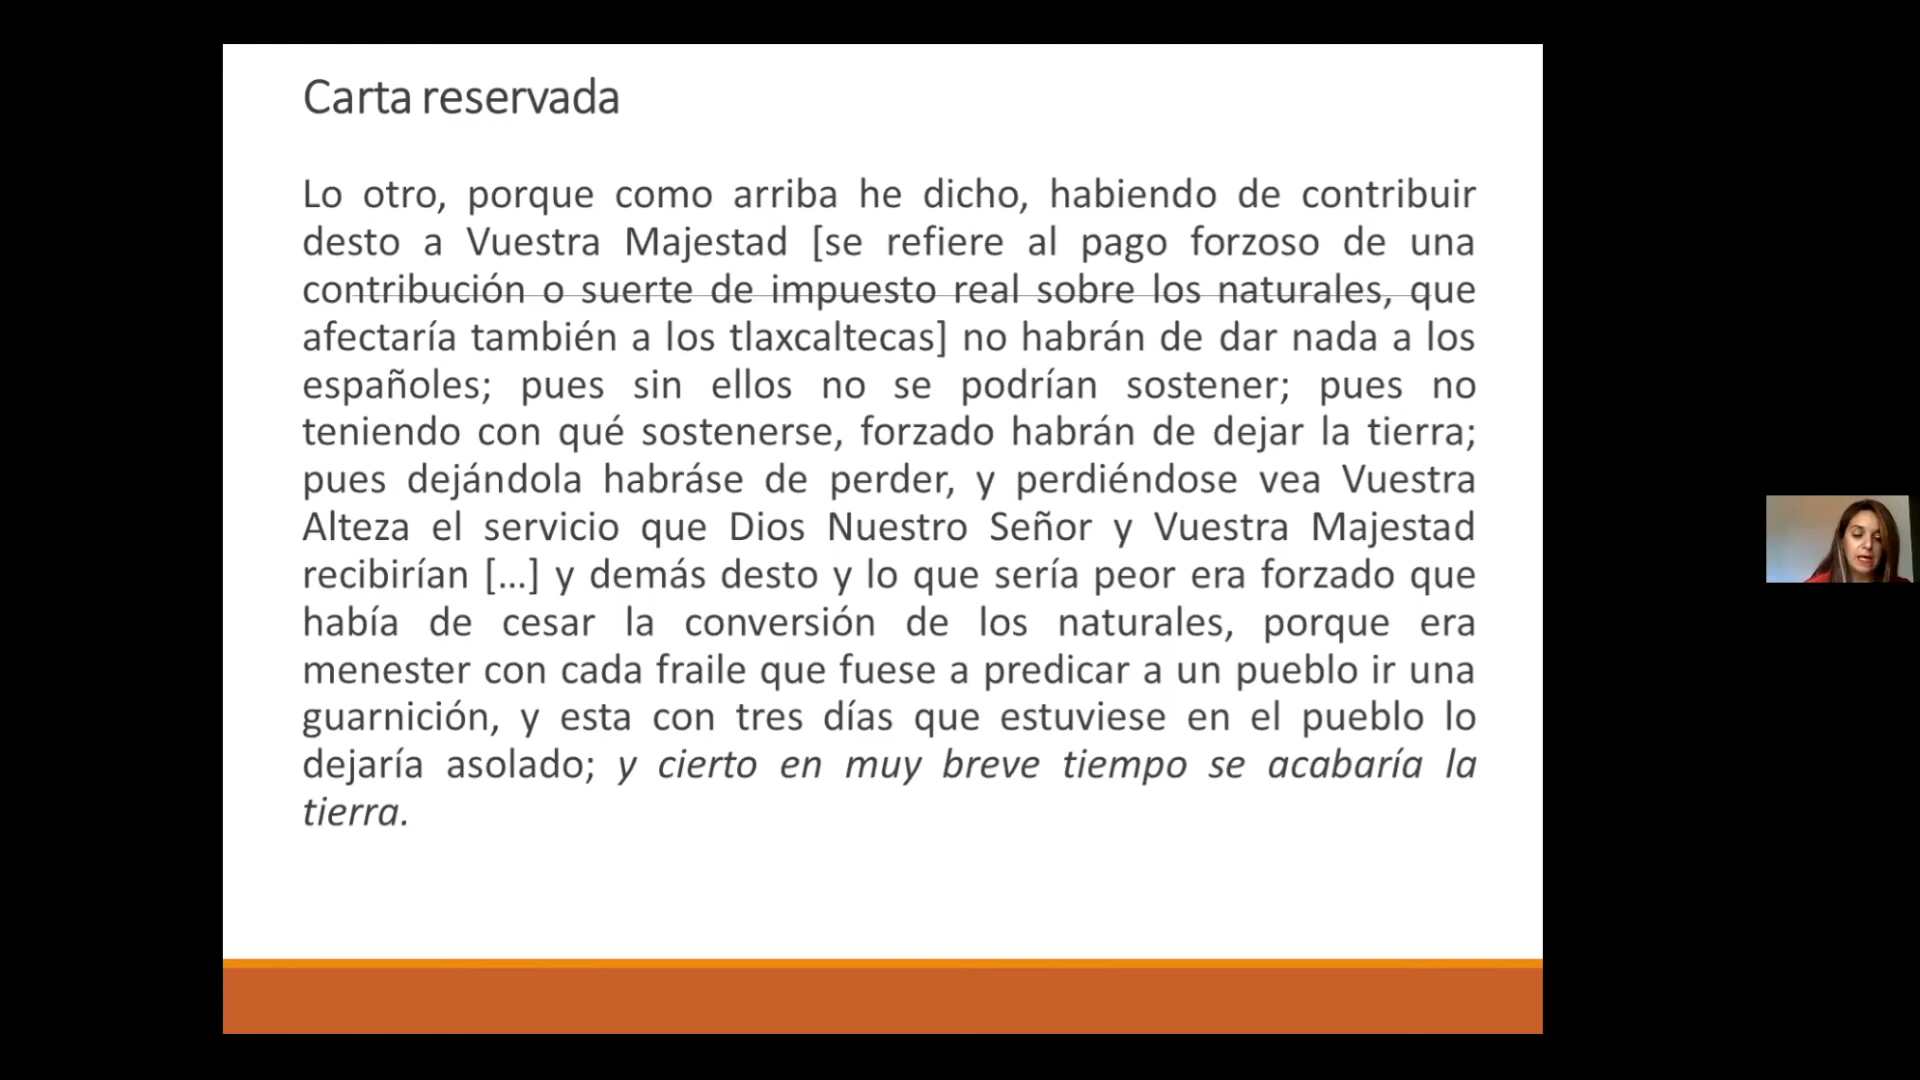 Carta reservada
Lo otro, porque como arriba he dicho, habiendo de contribuir
desto a Vuestra Majestad [se refiere al pago forzoso de una
contribución o suerte de impuesto real sobre los naturales, que
afectaría también a los tlaxcaltecas] no habrán de dar nada a los
españoles; pues sin ellos no se podrían sostener; pues no
teniendo con qué sostenerse, forzado habrán de dejar la tierra;
pues dejándola habráse de perder, y perdiéndose vea Vuestra
Alteza el servicio que Dios Nuestro Señor y Vuestra Majestad
recibirían [...] y demás desto y lo que sería peor era forzado que
había de cesar la conversión de los naturales, porque era
menester con cada fraile que fuese a predicar a un pueblo ir una
guarnición, y esta con tres días que estuviese en el pueblo lo
dejaría asolado; y cierto en muy breve tiempo se acabaría la
tierra.